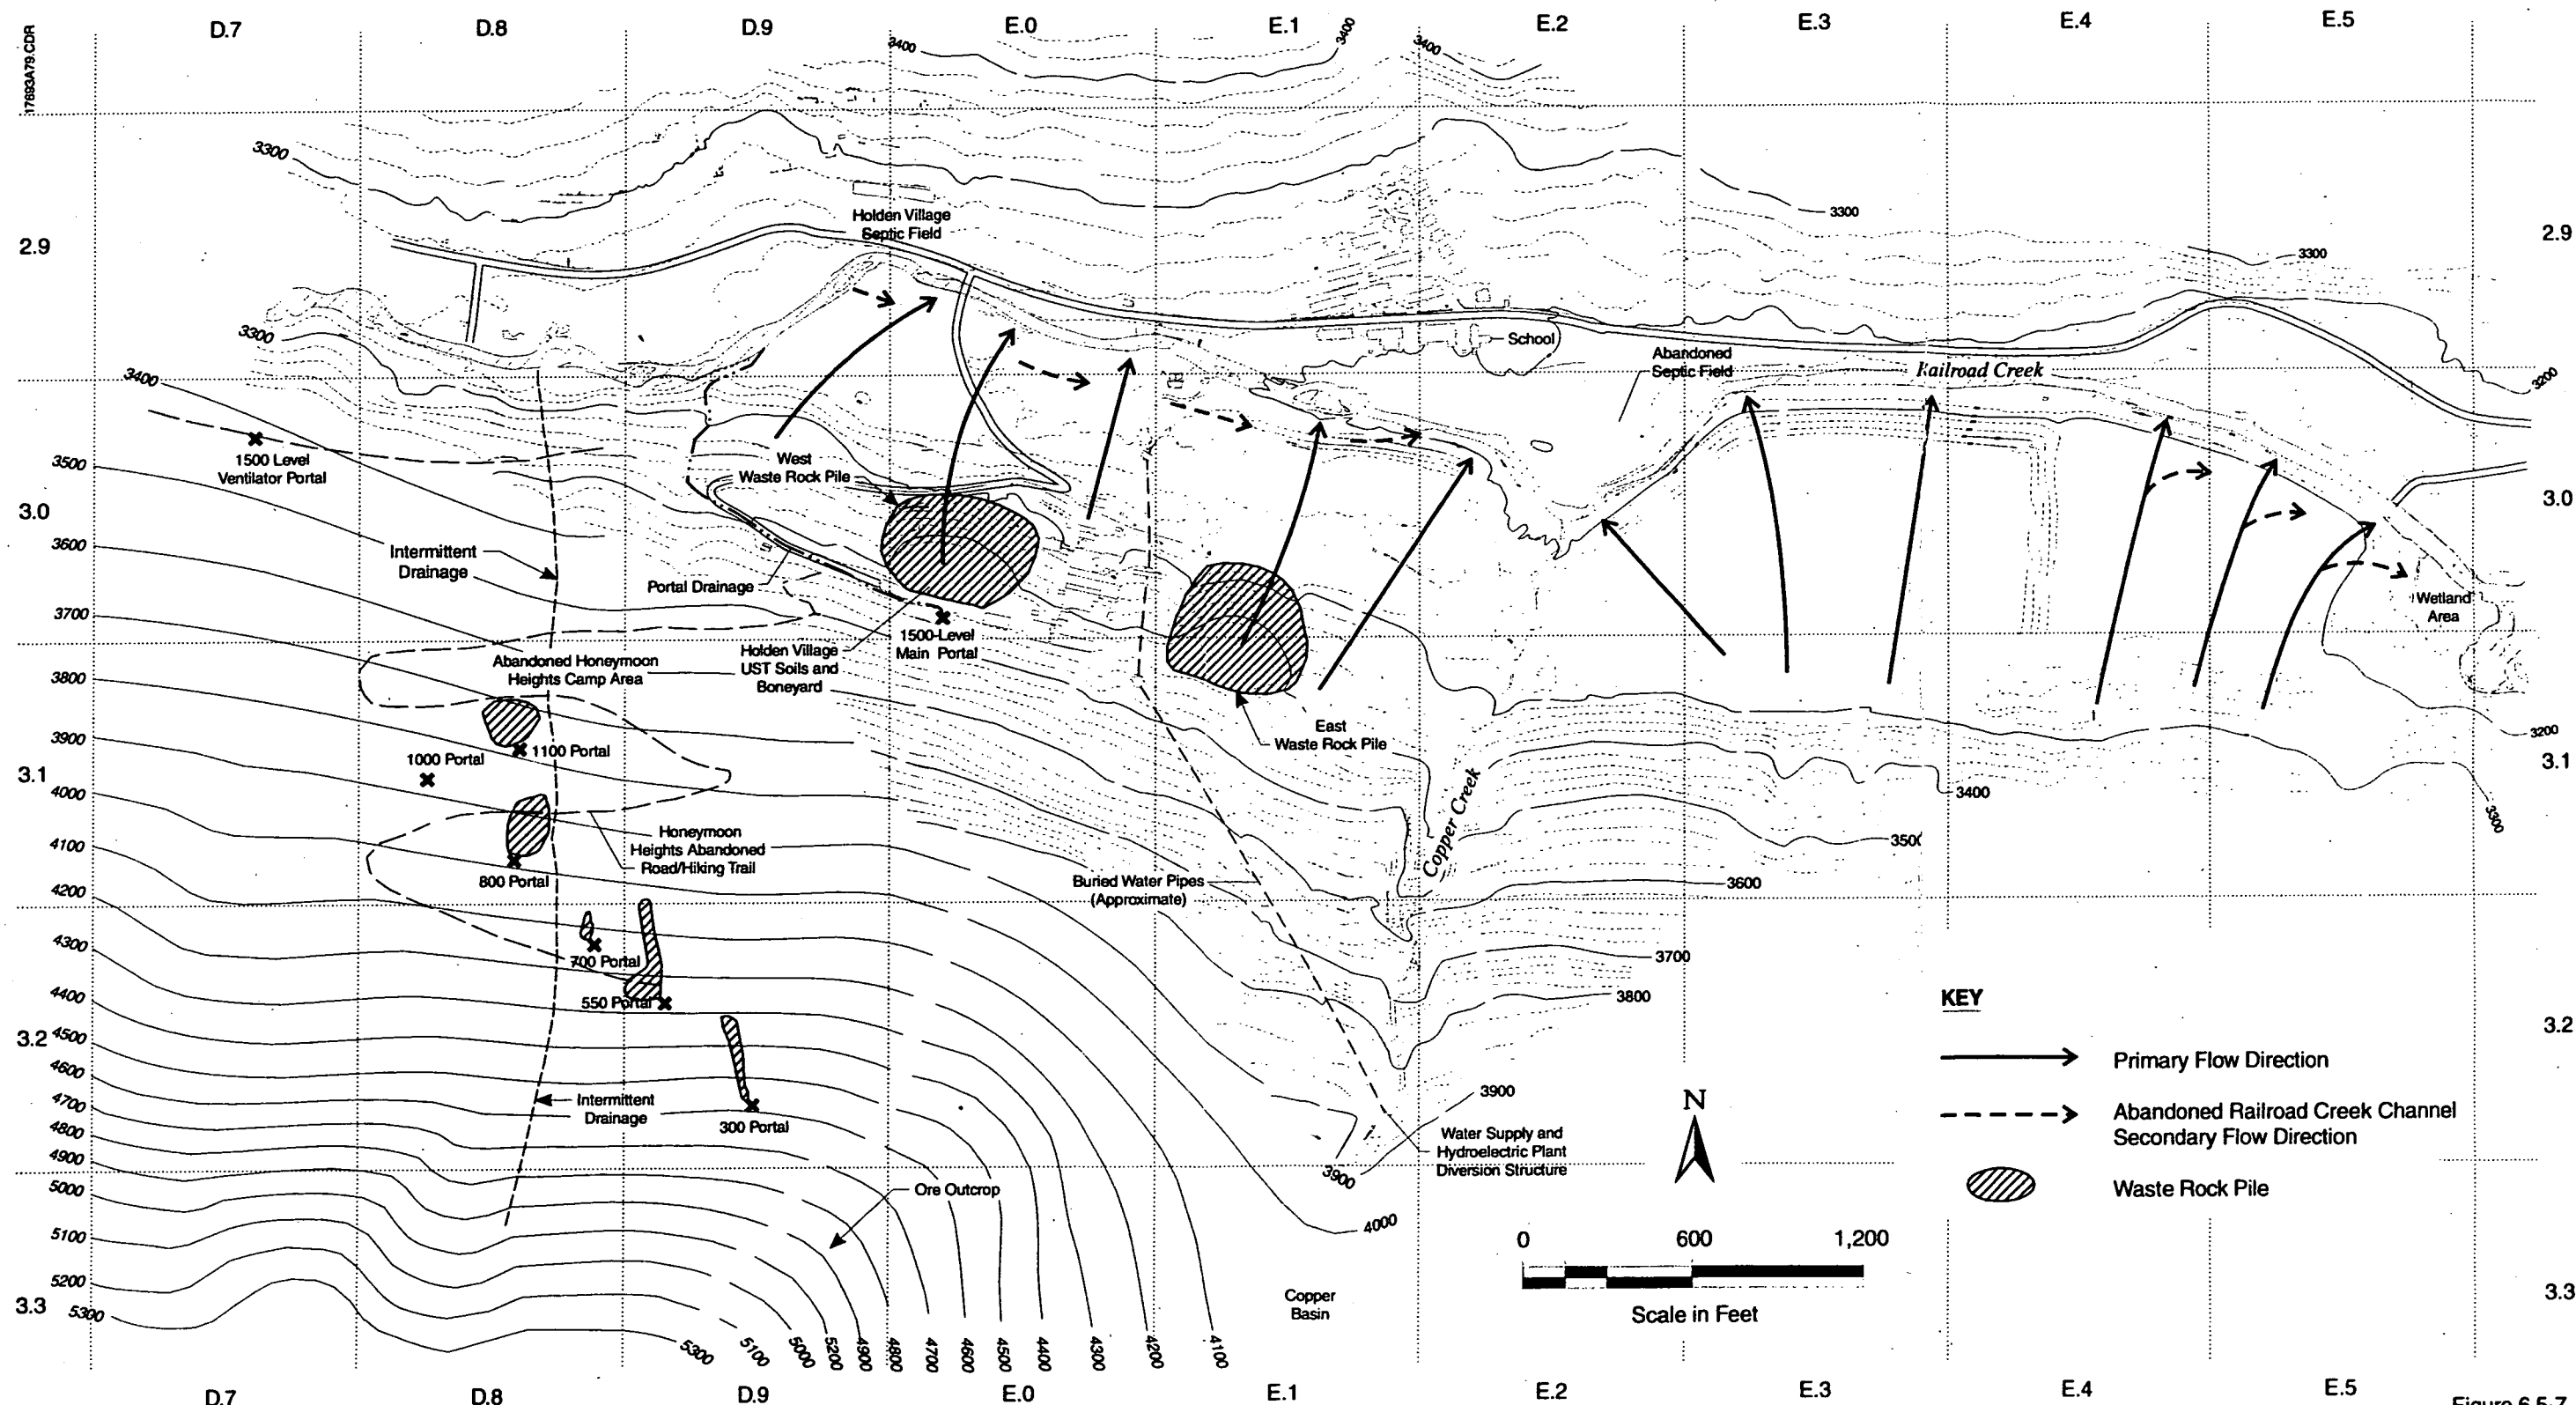 17693A79.CDR
D.7
D.8
D.9
E.0
E.1
E.2
E.3
E.4
E.5
3400
3400
3400
3300
3300
3300
Holden Village
Septic Field
2.9
2.9
3300
School
Abandoned
Septic Field
Railroad Creek
3200
3400
1500 Level
Ventilator Portal
West
Waste Rock Pile
3500
3.0
3.0
3600
Intermittent
Drainage
Portal Drainage
Wetland
Area
3700
1500-Level
Main Portal
Holden Village
UST Soils and
Boneyard
Abandoned Honeymoon
Heights Camp Area
3800
East
Waste Rock Pile
3200
3900
1100 Portal
1000 Portal
3.1
3.1
4000
3400
3300
Copper Creek
Honeymoon
Heights Abandoned
Road/Hiking Trail
3500
4100
800 Portal
Buried Water Pipes
(Approximate)
3600
4200
4300
700 Portal
3700
550 Portal
3800
4400
KEY
3.2
3.2
4500
Primary Flow Direction
4600
3900
4700
Intermittent
Drainage
300 Portal
N
Abandoned Railroad Creek Channel
Secondary Flow Direction
4800
Water Supply and
Hydroelectric Plant
Diversion Structure
4900
3900
5000
Ore Outcrop
Waste Rock Pile
4000
5100
0
600
1,200
5200
Copper
Basin
Scale in Feet
3.3
3.3
5300
5300
5100
5000
5200
4900
4800
4700
4600
4500
4400
4300
4200
4100
D.7
D.8
D.9
E.0
E.1
E.2
E.3
E.4
E.5
Figure 6.5-7